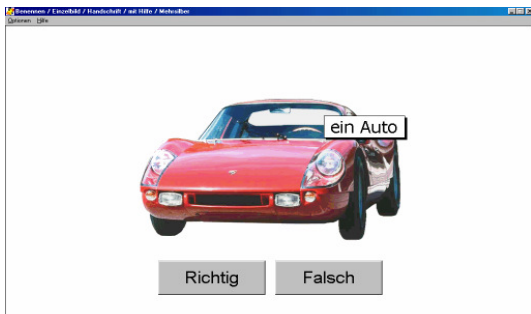 Benennen / Einzelbild / Handschrift / mit Hilfe / Mehrsilber
Optionen Hilfe
ein Auto
Richtig Falsch